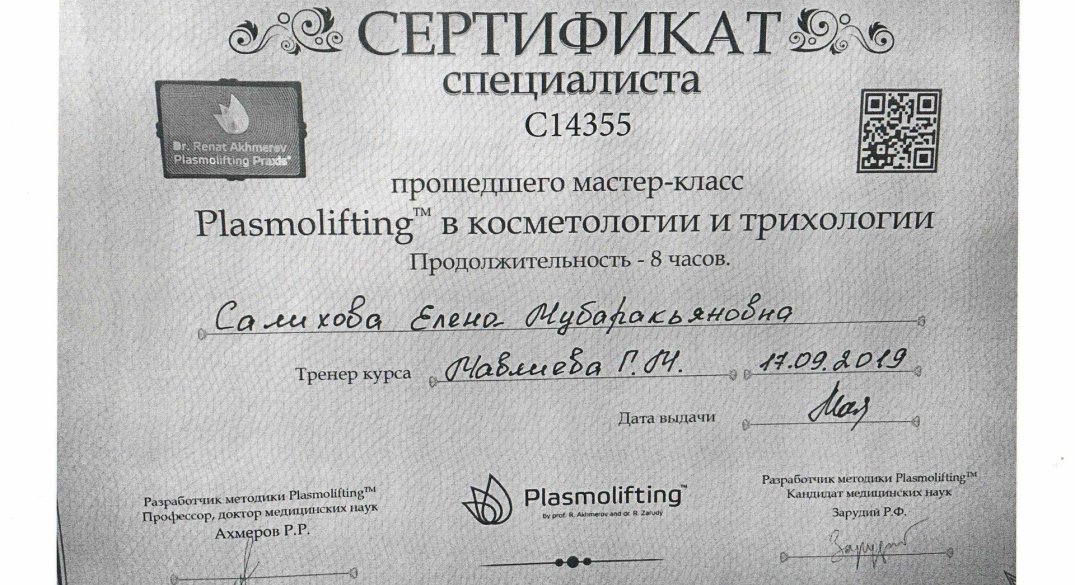 СЕРТИФИКАТ
специалиста
С14355
Dr. Renat Akhmerov
Plasmolifting Praxis®
прошедшего мастер-класс
Plasmolifting™ в косметологии и трихологии
Продолжительность - 8 часов.
Салихова Елена Мубаракьяновна
Тренер курса Мавлиева Г.М. 17.09.2019
Дата выдачи
Разработчик методики Plasmolifting™
Профессор, доктор медицинских наук
Ахмеров Р.Р.
Plasmolifting™
by prof. R. Akhmerov and dr. R. Zarudy
Разработчик методики Plasmolifting™
Кандидат медицинских наук
Зарудий Р.Ф.